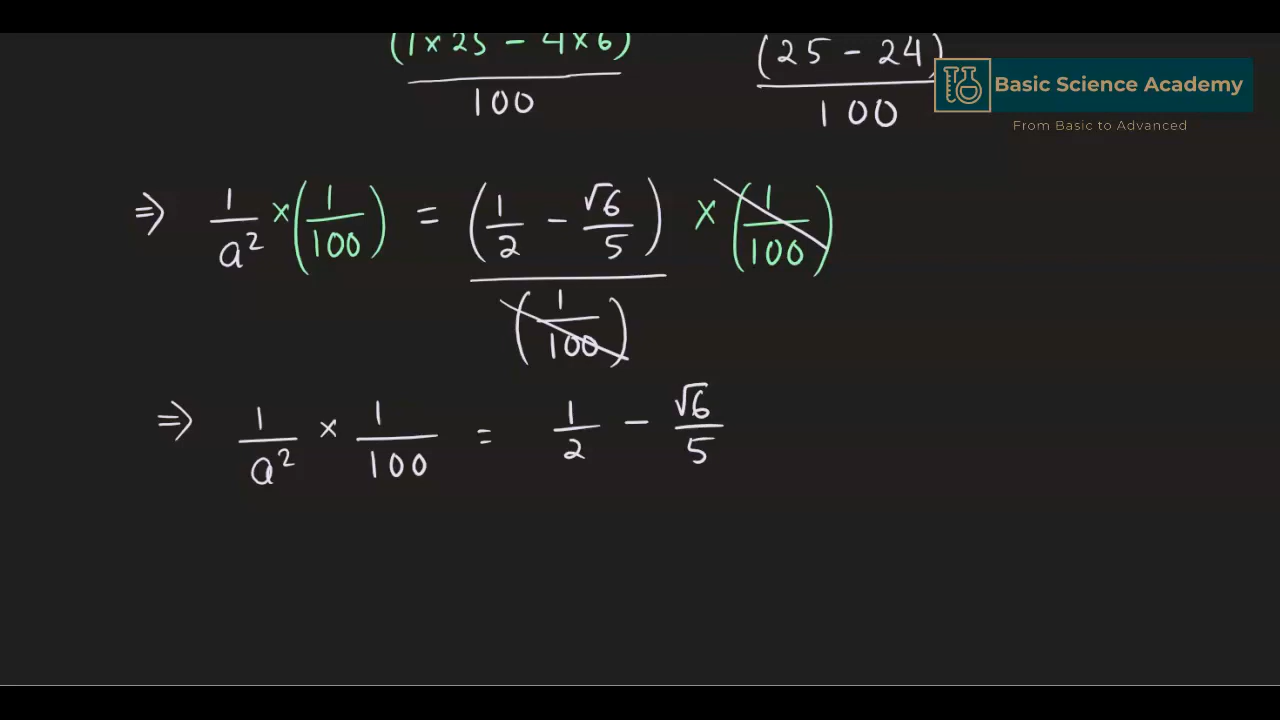 (1 × 25 − 4 × 6) / 100    (25 − 24) / 100
Basic Science Academy
From Basic to Advanced
⇒ 1/a² × (1/100) = (1/2 − √6/5) / (1/100) × (1/100)
⇒ 1/a² × 1/100 = 1/2 − √6/5